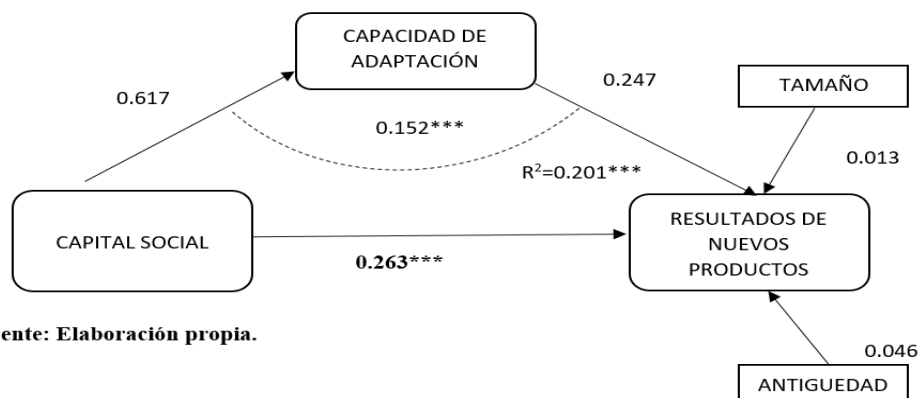 CAPACIDAD DE
ADAPTACIÓN
0.617
0.247
TAMAÑO
0.152***
0.013
R²=0.201***
CAPITAL SOCIAL
RESULTADOS DE
NUEVOS
PRODUCTOS
0.263***
ente: Elaboración propia.
0.046
ANTIGUEDAD